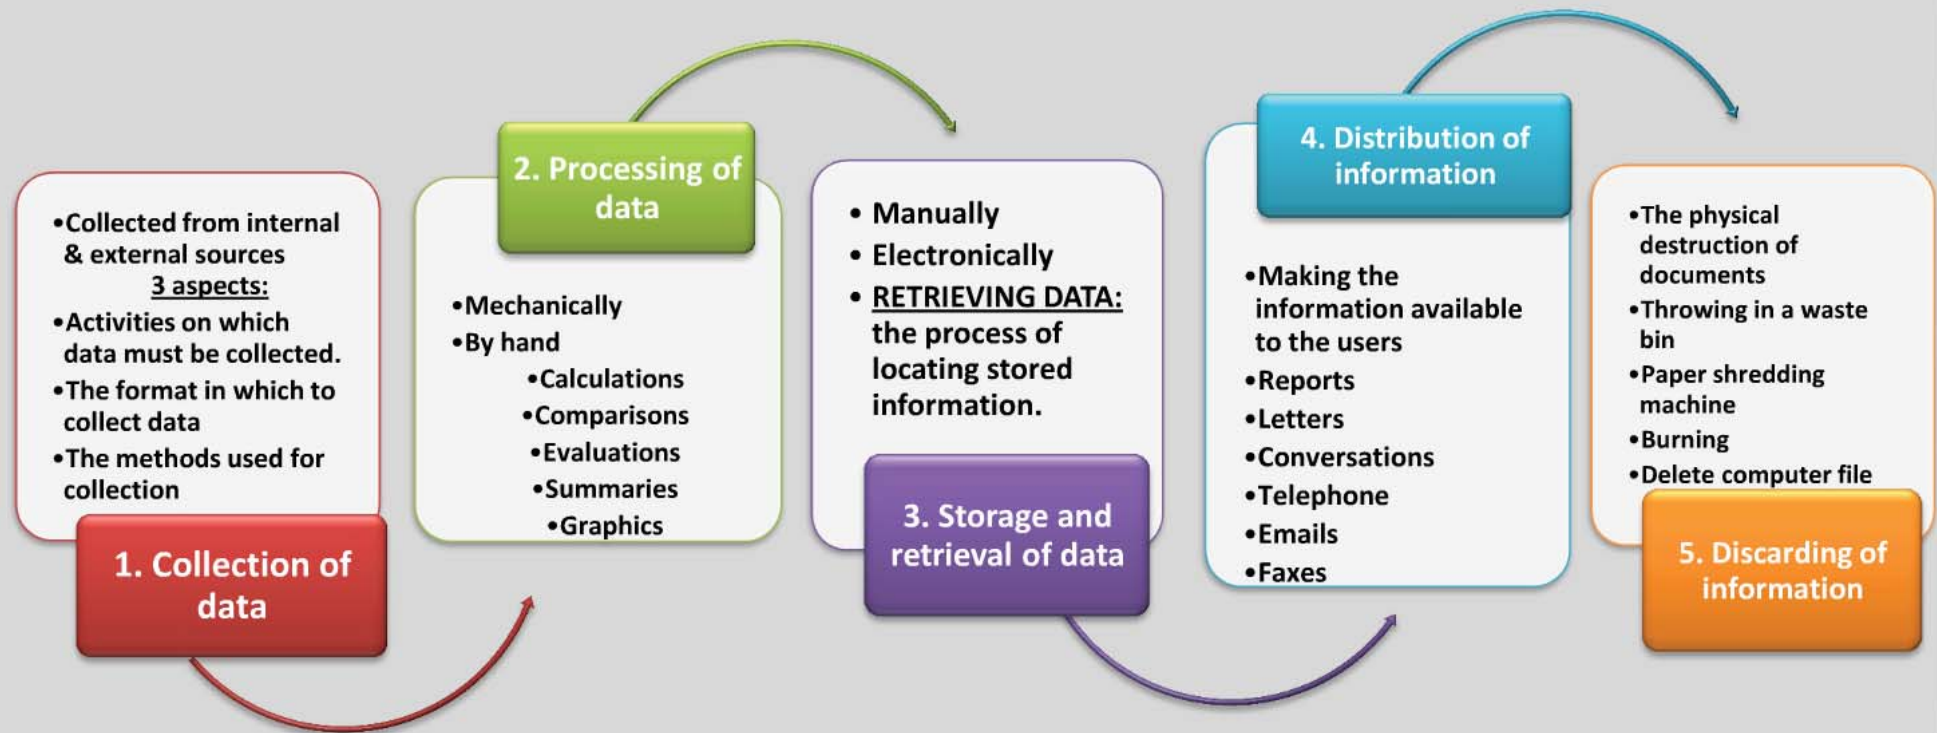 •Collected from internal
& external sources
3 aspects:
•Activities on which
data must be collected.
•The format in which to
collect data
•The methods used for
collection
1. Collection of
data
2. Processing of
data
•Mechanically
•By hand
•Calculations
•Comparisons
•Evaluations
•Summaries
•Graphics
• Manually
• Electronically
• RETRIEVING DATA:
the process of
locating stored
information.
3. Storage and
retrieval of data
4. Distribution of
information
•Making the
information available
to the users
•Reports
•Letters
•Conversations
•Telephone
•Emails
•Faxes
•The physical
destruction of
documents
•Throwing in a waste
bin
•Paper shredding
machine
•Burning
•Delete computer file
5. Discarding of
information